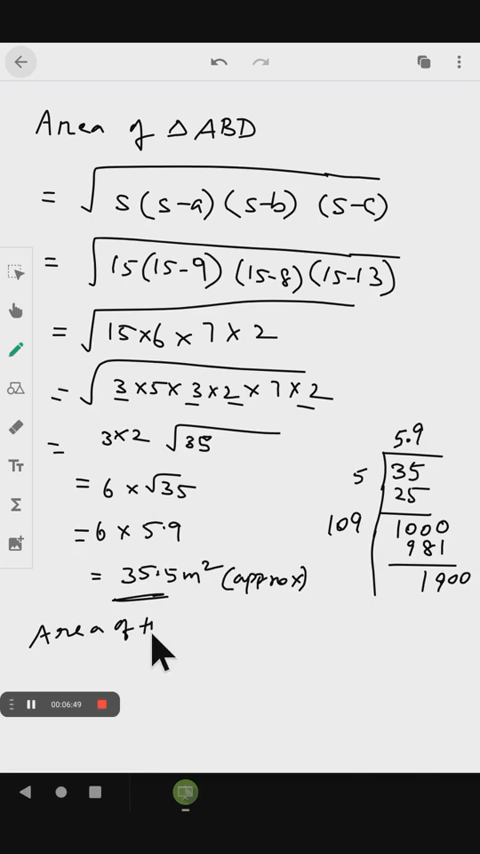 Area of △ABD
= √s(s-a)(s-b) (s-c)
= √15(15-9)(15-8)(15-13)
= √15×6×7×2
= √3×5×3×2×7×2
= 3×2 √35
= 6×√35
= 6×5.9
= 35.5m² (approx)
Area of t
5.9
5 35
25
109 1000
981
1900
Tt
Σ
00:06:49